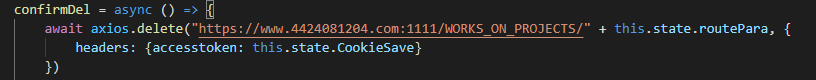 confirmDel = async () => {
    await axios.delete("https://www.4424081204.com:1111/WORKS_ON_PROJECTS/" + this.state.routePara, {
        headers: {accesstoken: this.state.CookieSave}
    })